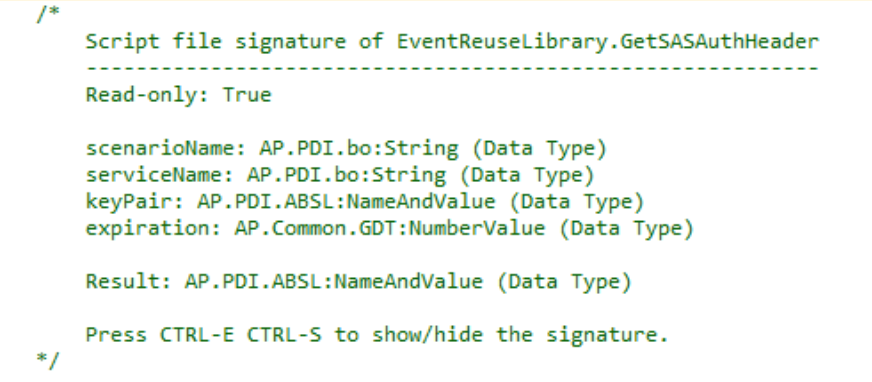 /*
Script file signature of EventReuseLibrary.GetSASAuthHeader
-----------------------------------------------------------
Read-only: True
scenarioName: AP.PDI.bo:String (Data Type)
serviceName: AP.PDI.bo:String (Data Type)
keyPair: AP.PDI.ABSL:NameAndValue (Data Type)
expiration: AP.Common.GDT:NumberValue (Data Type)
Result: AP.PDI.ABSL:NameAndValue (Data Type)
Press CTRL-E CTRL-S to show/hide the signature.
*/